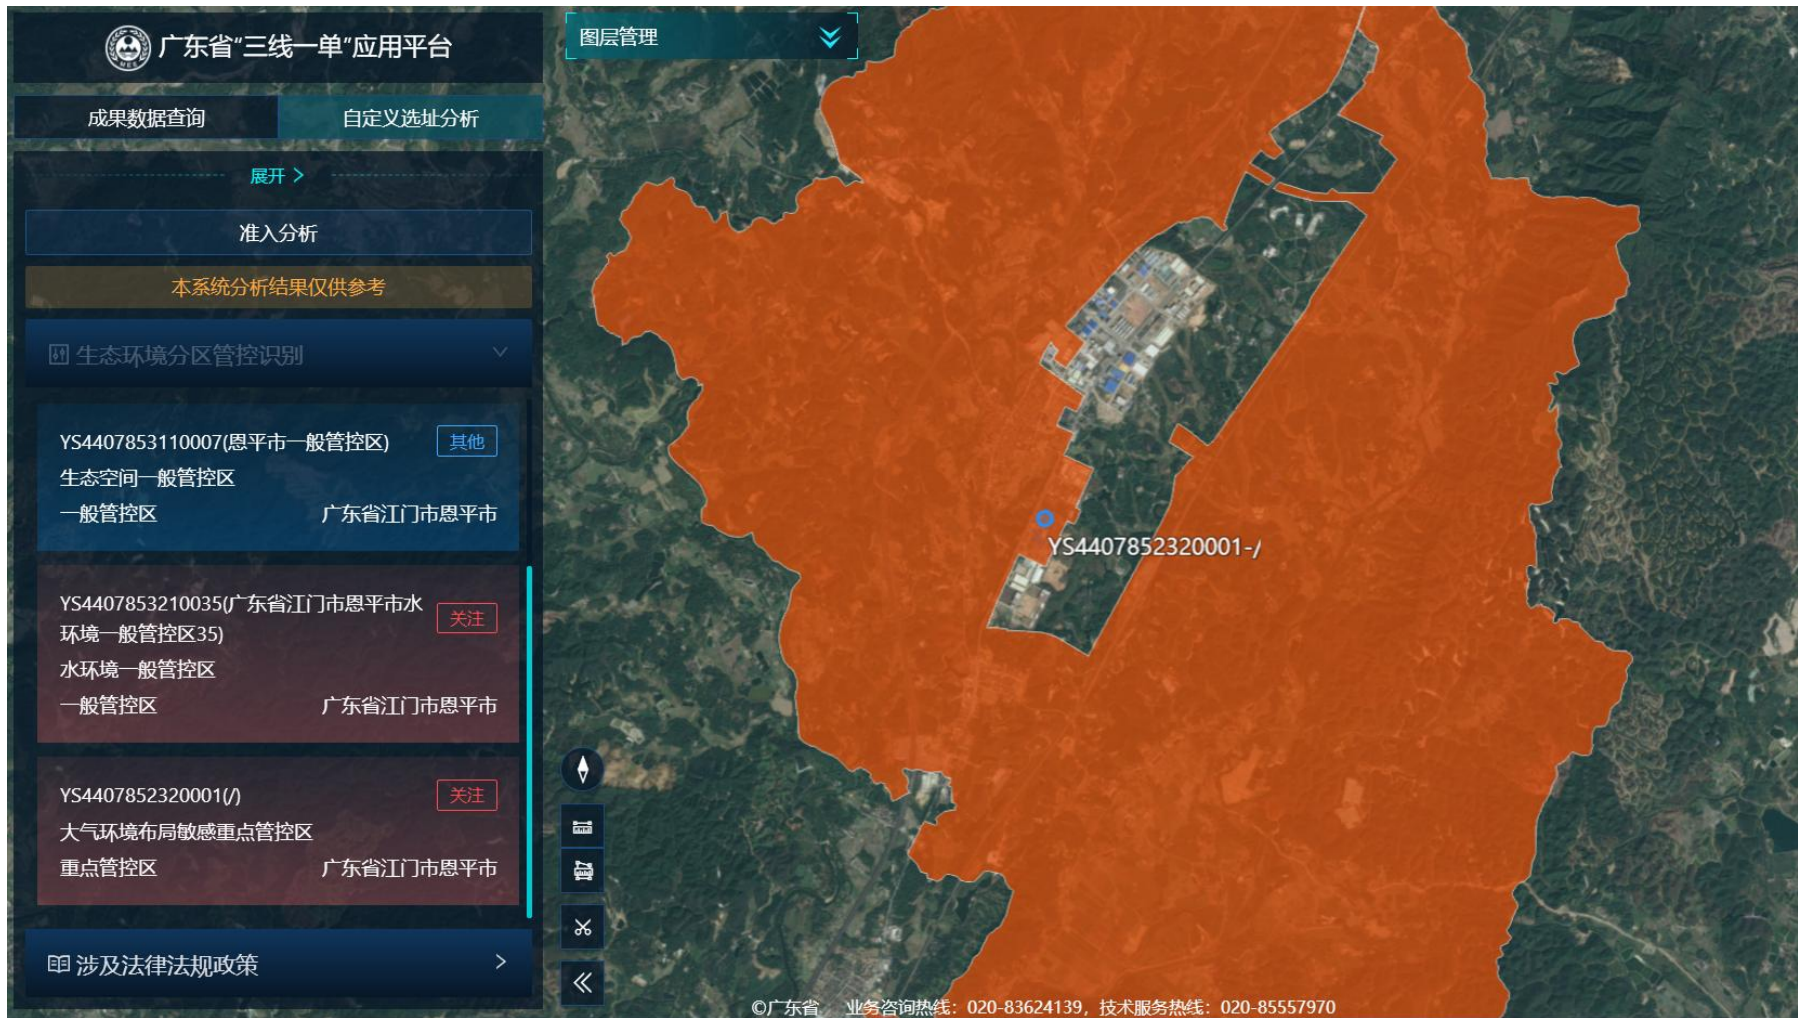 广东省“三线一单”应用平台
成果数据查询
自定义选址分析
展开 >
准入分析
本系统分析结果仅供参考
生态环境分区管控识别
YS4407853110007(恩平市一般管控区)
其他
生态空间一般管控区
一般管控区
广东省江门市恩平市
YS4407853210035(广东省江门市恩平市水
环境一般管控区35)
关注
水环境一般管控区
一般管控区
广东省江门市恩平市
YS4407852320001(/)
关注
大气环境布局敏感重点管控区
重点管控区
广东省江门市恩平市
涉及法律法规政策
图层管理
YS4407852320001-/
©广东省 业务咨询热线：020-83624139，技术服务热线：020-85557970